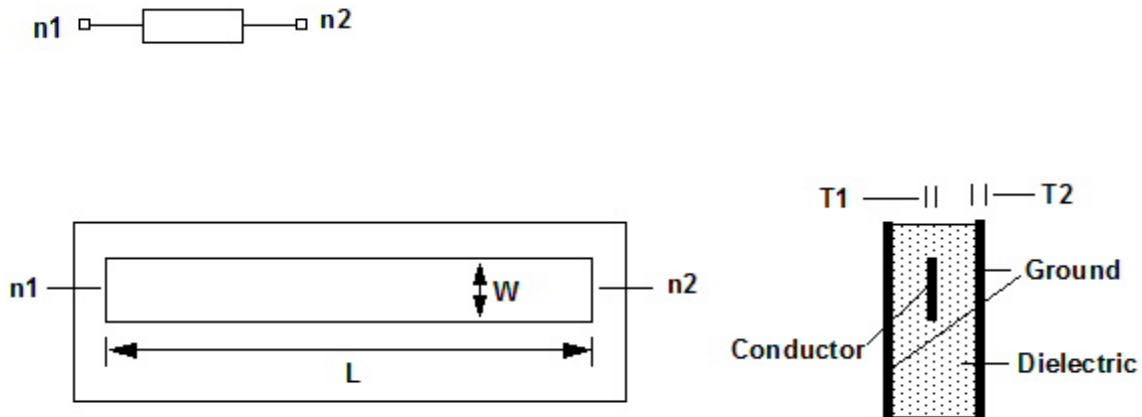 n1 n2
T1 T2
n1 W n2
L
Ground
Conductor
Dielectric